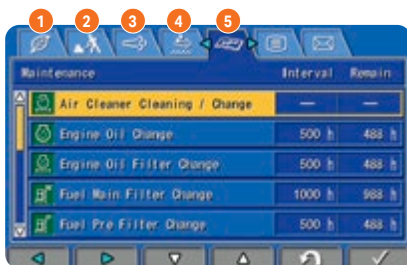 1 2 3 4 5
Maintenance Interval Remain
Air Cleaner Cleaning / Change — —
Engine Oil Change 500 h 488 h
Engine Oil Filter Change 500 h 488 h
Fuel Main Filter Change 1000 h 988 h
Fuel Pre Filter Change 500 h 488 h